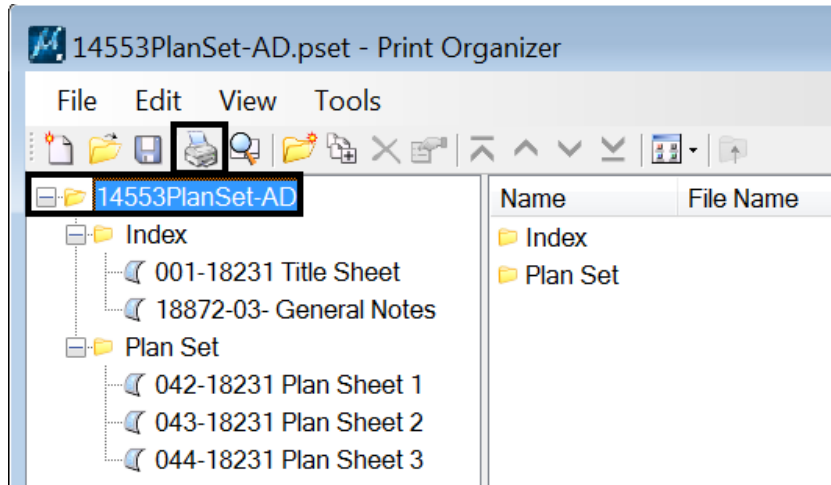 14553PlanSet-AD.pset - Print Organizer
File Edit View Tools
14553PlanSet-AD
Index
001-18231 Title Sheet
18872-03- General Notes
Plan Set
042-18231 Plan Sheet 1
043-18231 Plan Sheet 2
044-18231 Plan Sheet 3
Name File Name
Index
Plan Set